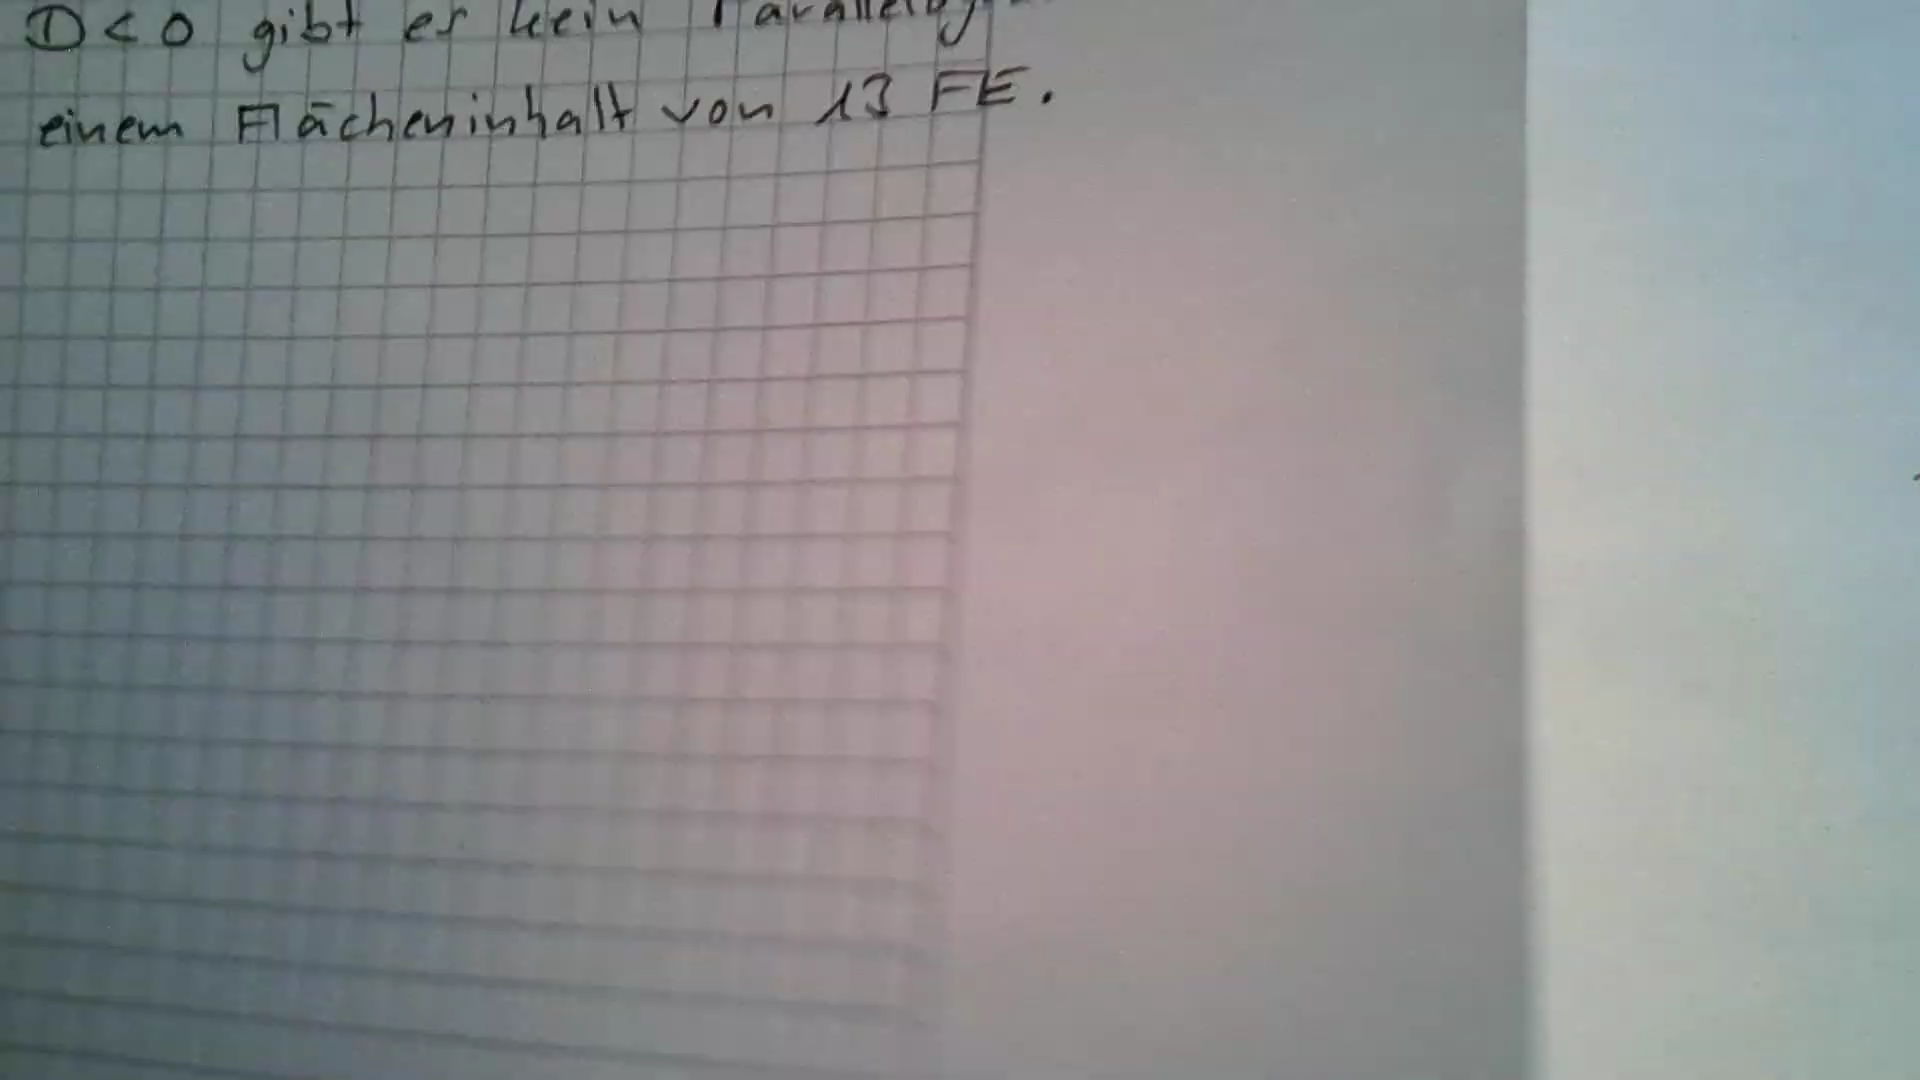 D < 0 gibt es kein
einem Flächeninhalt von 13 FE.